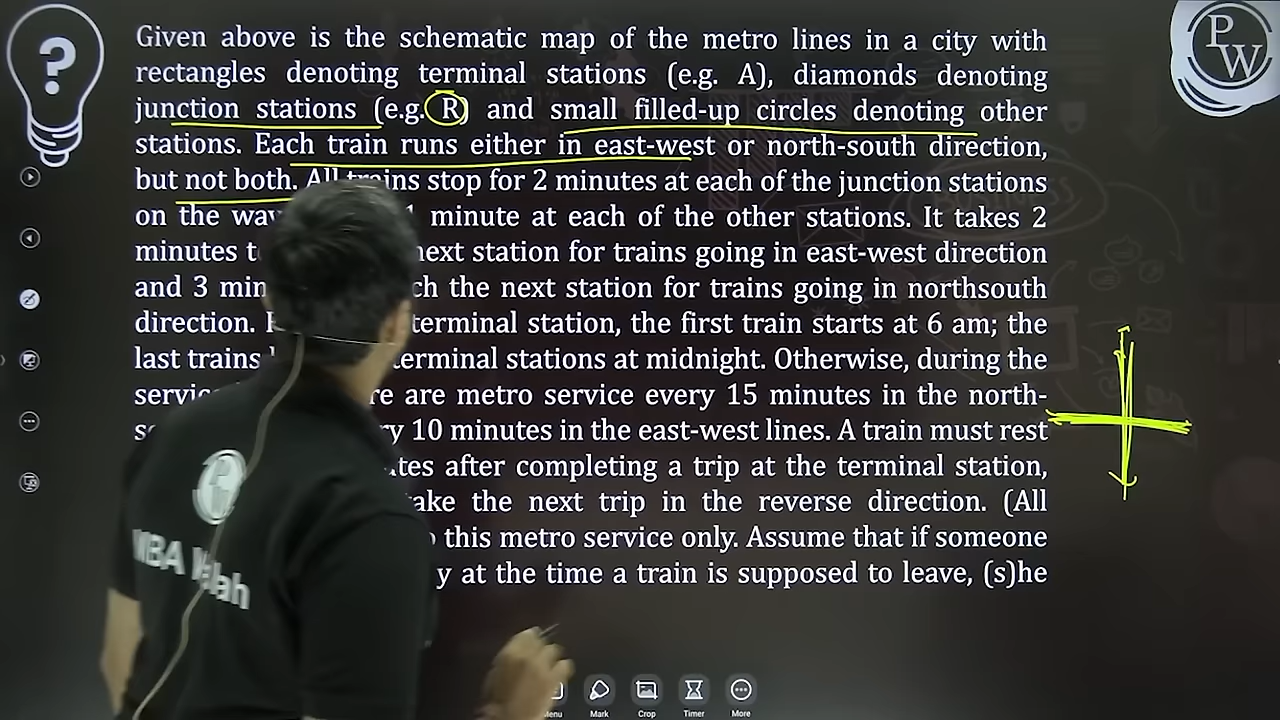 Given above is the schematic map of the metro lines in a city with
rectangles denoting terminal stations (e.g. A), diamonds denoting
junction stations (e.g. R) and small filled-up circles denoting other
stations. Each train runs either in east-west or north-south direction,
but not both. All trains stop for 2 minutes at each of the junction stations
on the way minute at each of the other stations. It takes 2
minutes next station for trains going in east-west direction
and 3 the next station for trains going in northsouth
direction. terminal station, the first train starts at 6 am; the
last trains terminal stations at midnight. Otherwise, during the
are metro service every 15 minutes in the north-
10 minutes in the east-west lines. A train must rest
after completing a trip at the terminal station,
take the next trip in the reverse direction. (All
this metro service only. Assume that if someone
at the time a train is supposed to leave, (s)he
PW
MBA
Mark
Crop
Timer
More